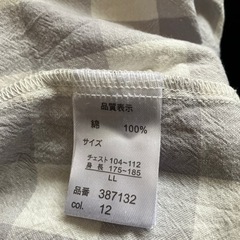 品質表示
綿 100%
サイズ
チェスト 104~112
身長 175~185
LL
品番 387132
col. 12